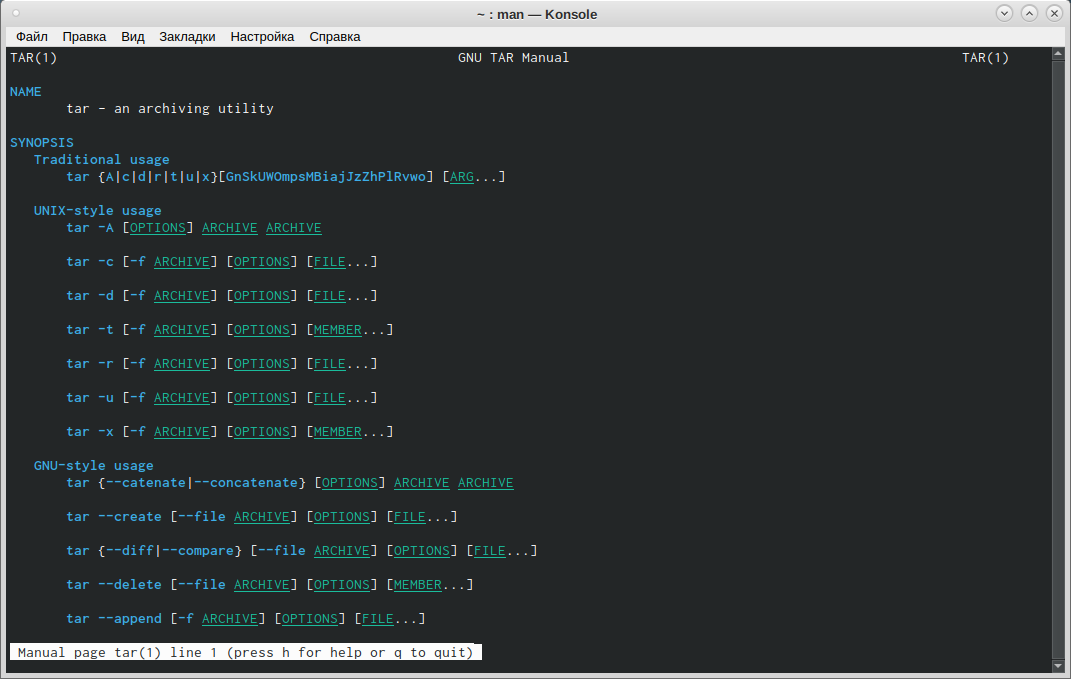 ~ : man — Konsole
Файл Правка Вид Закладки Настройка Справка
TAR(1) GNU TAR Manual TAR(1)
NAME
tar - an archiving utility
SYNOPSIS
Traditional usage
tar {A|c|d|r|t|u|x}[GnSkUWOmpsMBiajJzZhPlRvwo] [ARG...]
UNIX-style usage
tar -A [OPTIONS] ARCHIVE ARCHIVE
tar -c [-f ARCHIVE] [OPTIONS] [FILE...]
tar -d [-f ARCHIVE] [OPTIONS] [FILE...]
tar -t [-f ARCHIVE] [OPTIONS] [MEMBER...]
tar -r [-f ARCHIVE] [OPTIONS] [FILE...]
tar -u [-f ARCHIVE] [OPTIONS] [FILE...]
tar -x [-f ARCHIVE] [OPTIONS] [MEMBER...]
GNU-style usage
tar {--catenate|--concatenate} [OPTIONS] ARCHIVE ARCHIVE
tar --create [--file ARCHIVE] [OPTIONS] [FILE...]
tar {--diff|--compare} [--file ARCHIVE] [OPTIONS] [FILE...]
tar --delete [--file ARCHIVE] [OPTIONS] [MEMBER...]
tar --append [-f ARCHIVE] [OPTIONS] [FILE...]
Manual page tar(1) line 1 (press h for help or q to quit)